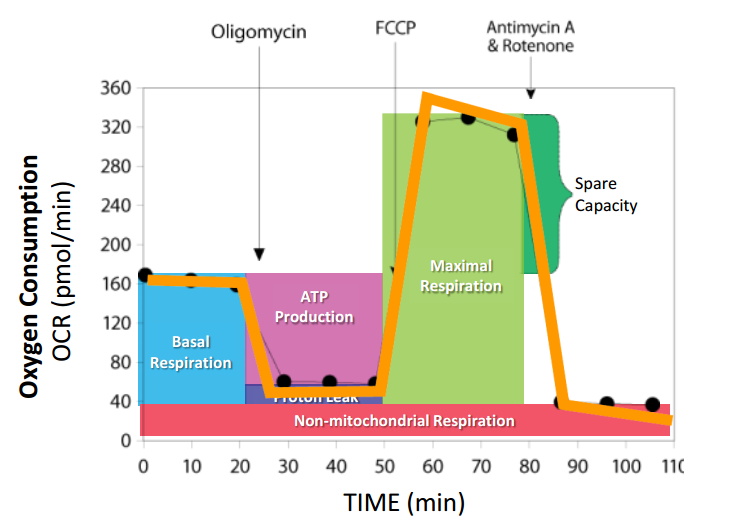 Oligomycin
FCCP
Antimycin A
& Rotenone
Oxygen Consumption
OCR (pmol/min)
360
320
280
240
200
160
120
80
40
0
Spare
Capacity
Maximal
Respiration
ATP
Production
Basal
Respiration
Proton Leak
Non-mitochondrial Respiration
0 10 20 30 40 50 60 70 80 90 100 110
TIME (min)